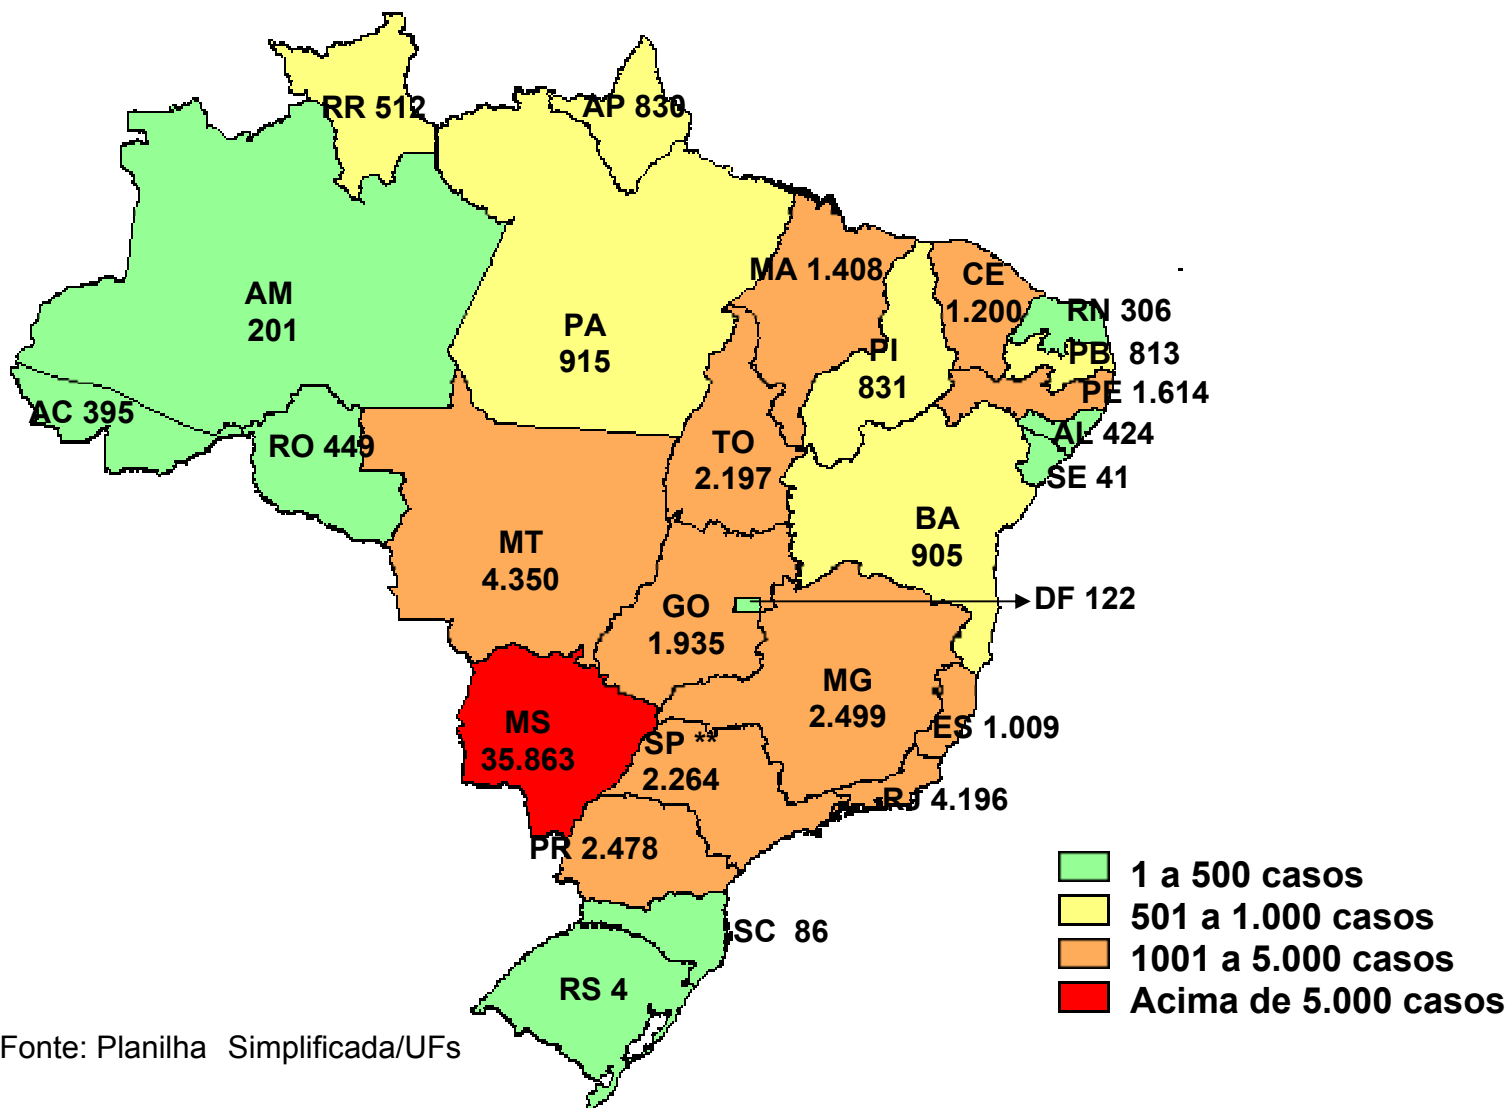 RR 512
AP 830
AM
201
PA
915
MA 1.408
CE
1.200
RN 306
PI
831
PB 813
PE 1.614
AC 395
RO 449
TO
2.197
AL 424
SE 41
BA
905
MT
4.350
DF 122
GO
1.935
MG
2.499
MS
35.863
SP **
2.264
ES 1.009
RJ 4.196
PR 2.478
SC 86
RS 4
1 a 500 casos
501 a 1.000 casos
1001 a 5.000 casos
Acima de 5.000 casos
Fonte: Planilha Simplificada/UFs